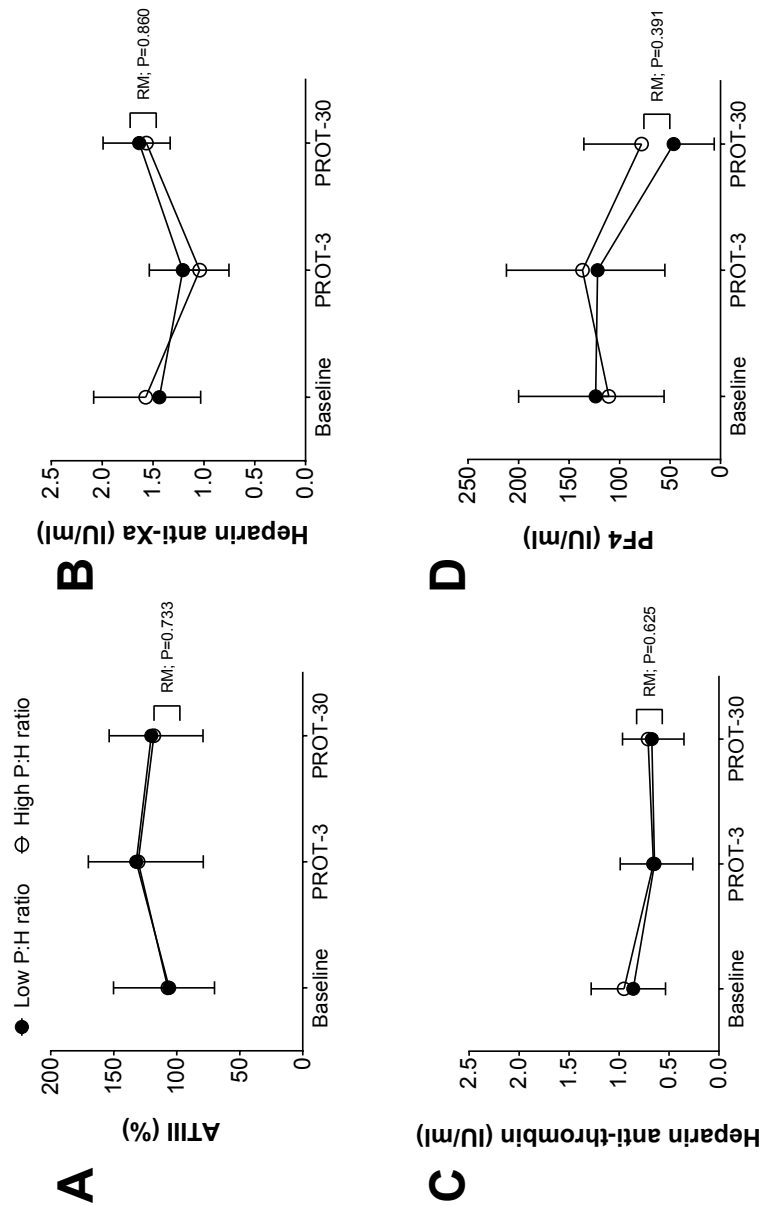 Low P:H ratio
High P:H ratio
A
ATIII (%)
200
150
100
50
0
Baseline
PROT-3
PROT-30
RM; P=0.733
B
Heparin anti-Xa (IU/ml)
2.5
2.0
1.5
1.0
0.5
0.0
Baseline
PROT-3
PROT-30
RM; P=0.860
C
Heparin anti-thrombin (IU/ml)
2.5
2.0
1.5
1.0
0.5
0.0
Baseline
PROT-3
PROT-30
RM; P=0.625
D
PF4 (IU/ml)
250
200
150
100
50
0
Baseline
PROT-3
PROT-30
RM; P=0.391